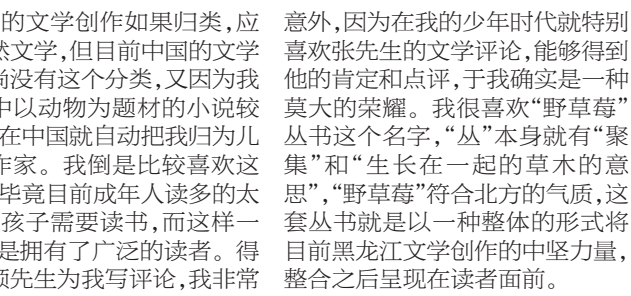 的文学创作如果归类,应
然文学,但目前中国的文学
尚没有这个分类,又因为我
中以动物为题材的小说较
在中国就自动把我归为儿
作家。我倒是比较喜欢这
毕竟目前成年人读多的太
孩子需要读书,而这样一
是拥有了广泛的读者。得
颐先生为我写评论,我非常
意外,因为在我的少年时代就特别
喜欢张先生的文学评论,能够得到
他的肯定和点评,于我确实是一种
莫大的荣耀。我很喜欢“野草莓”
丛书这个名字,“丛”本身就有“聚
集”和“生长在一起的草木的意
思”,“野草莓”符合北方的气质,这
套丛书就是以一种整体的形式将
目前黑龙江文学创作的中坚力量,
整合之后呈现在读者面前。